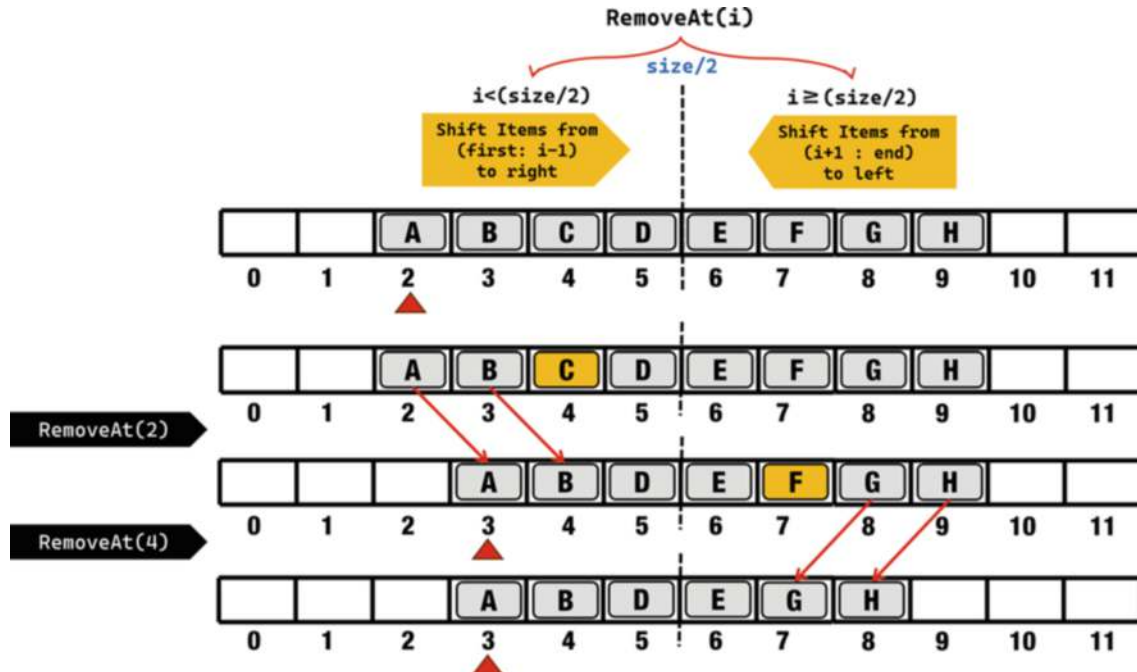 RemoveAt(i)
size/2
i<(size/2) i≥(size/2)
Shift Items from
(first: i-1)
to right
Shift Items from
(i+1 : end)
to left
A B C D E F G H
0 1 2 3 4 5 6 7 8 9 10 11
A B C D E F G H
0 1 2 3 4 5 6 7 8 9 10 11
RemoveAt(2)
A B D E F G H
0 1 2 3 4 5 6 7 8 9 10 11
RemoveAt(4)
A B D E G H
0 1 2 3 4 5 6 7 8 9 10 11